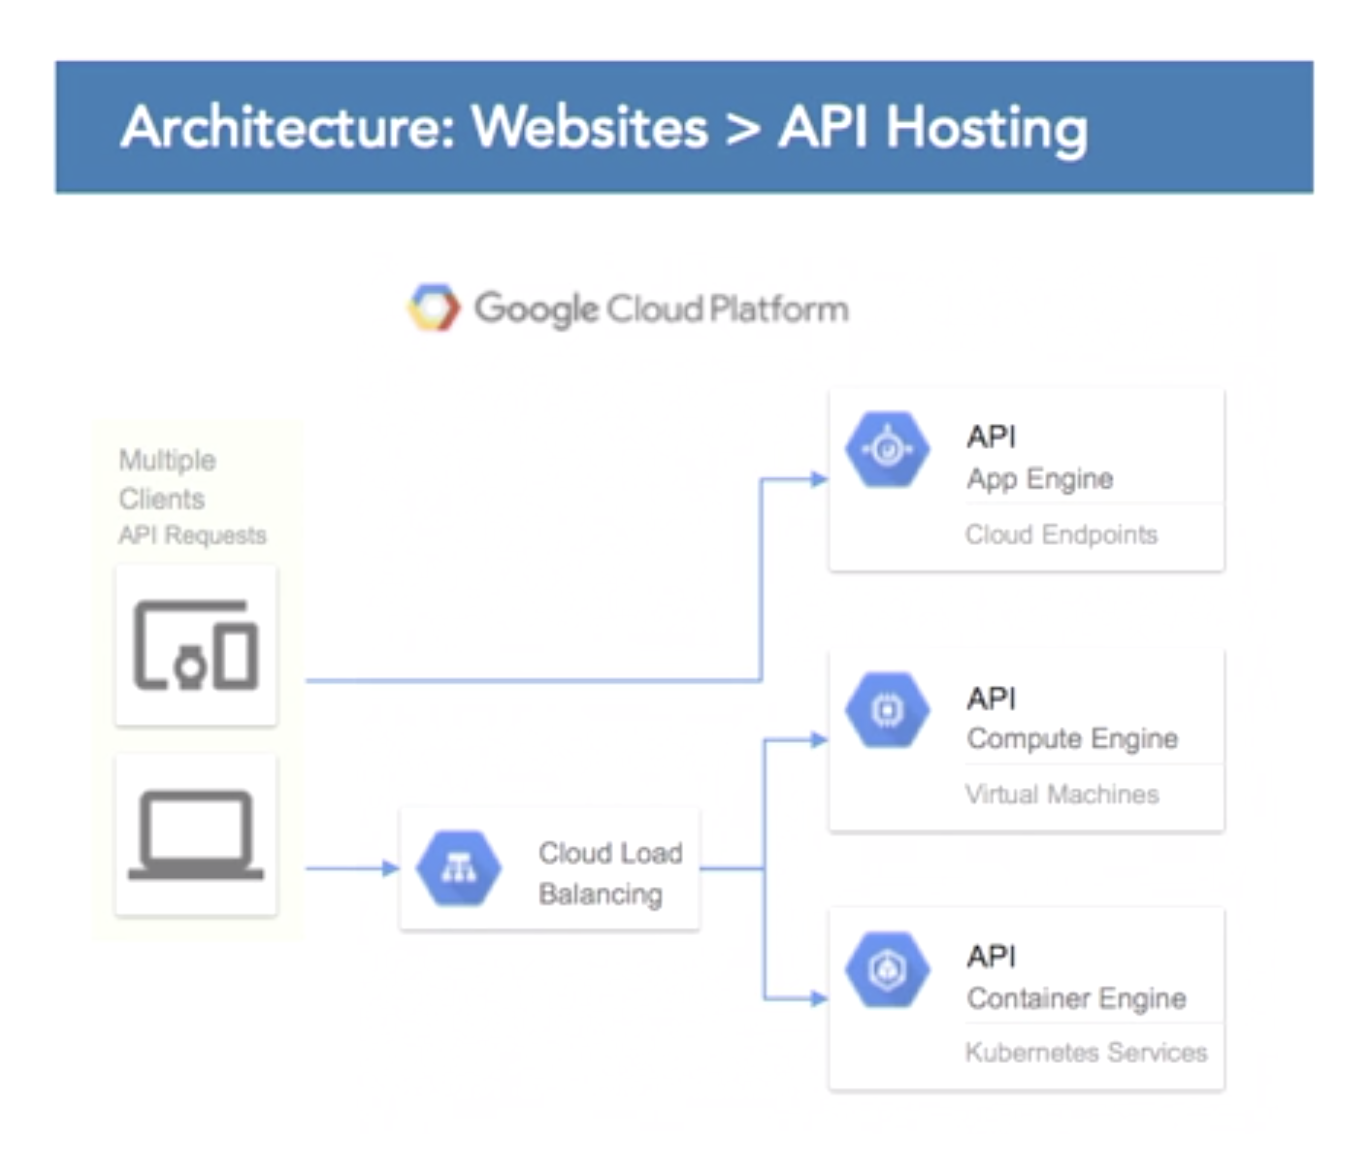 Architecture: Websites > API Hosting
Google Cloud Platform
Multiple
Clients
API Requests
API
App Engine
Cloud Endpoints
API
Compute Engine
Virtual Machines
Cloud Load
Balancing
API
Container Engine
Kubernetes Services